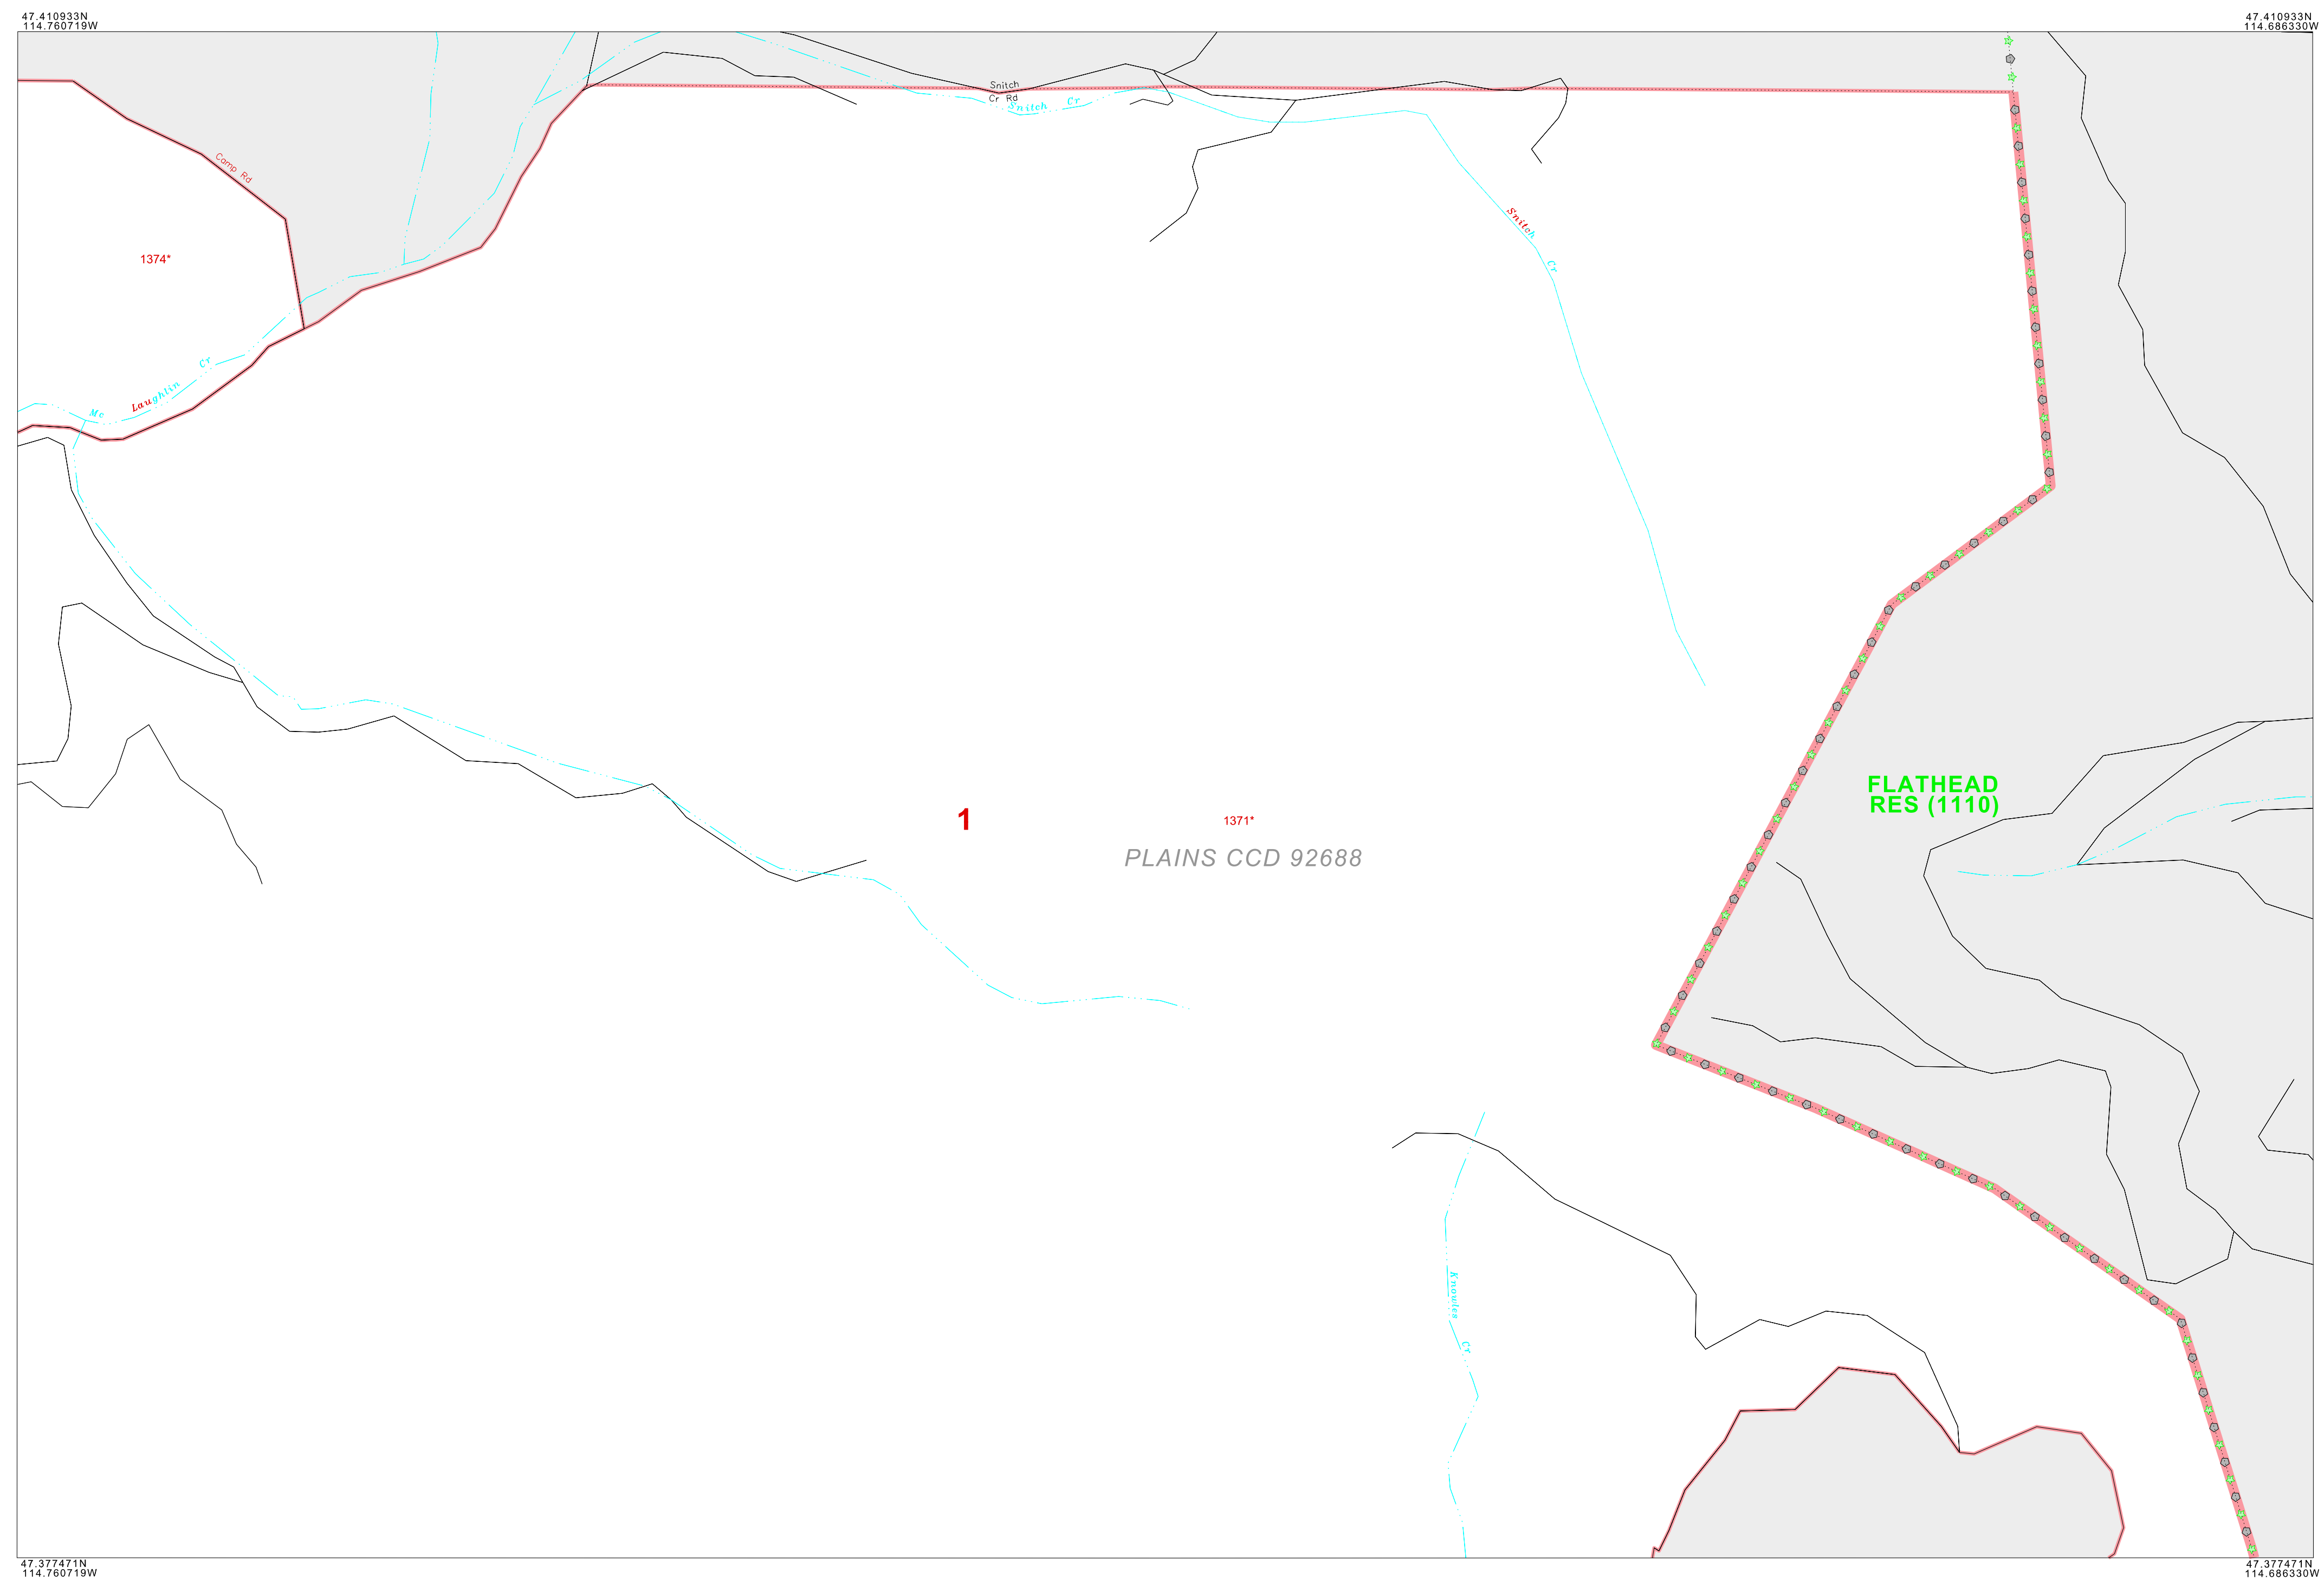 47.410933N
114.760719W
47.410933N
114.686330W
Snitch
Cr Rd
Snitch Cr
Camp Rd
Snitch Cr
1374*
Mc Laughlin Cr
FLATHEAD
RES (1110)
1
1371*
PLAINS CCD 92688
Knowles Cr
47.377471N
114.760719W
47.377471N
114.686330W